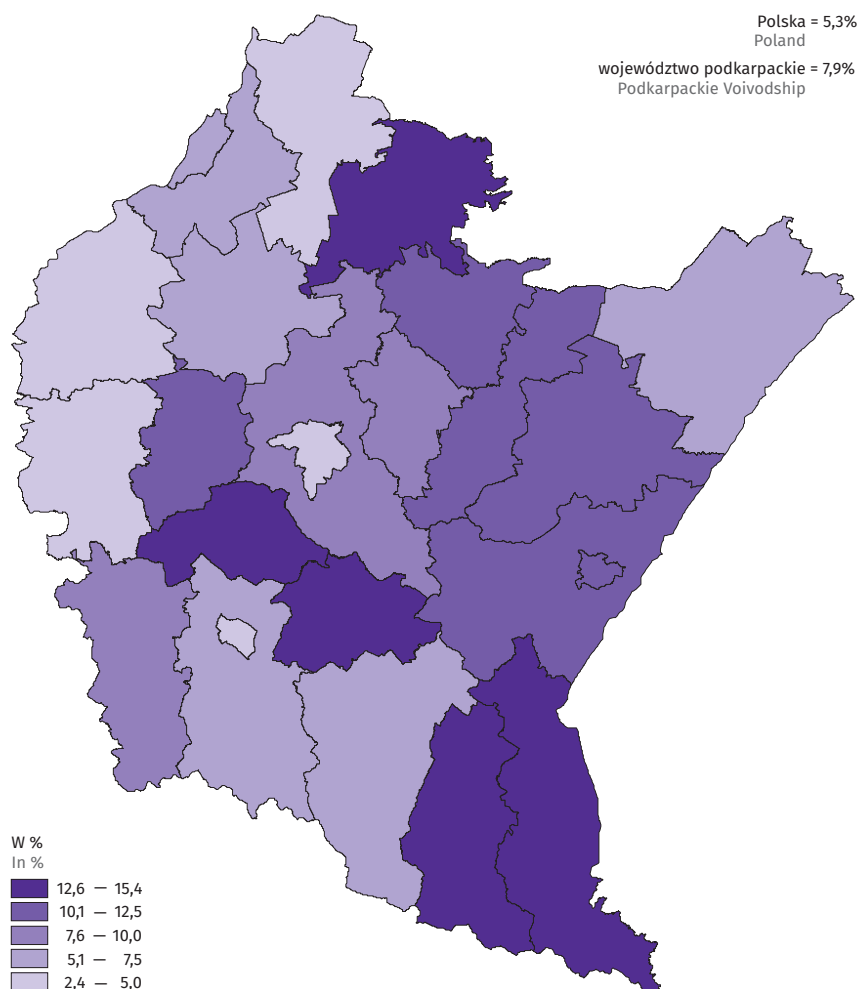 Polska = 5,3%
Poland
województwo podkarpackie = 7,9%
Podkarpackie Voivodship
W %
In %
12,6 — 15,4
10,1 — 12,5
7,6 — 10,0
5,1 — 7,5
2,4 — 5,0